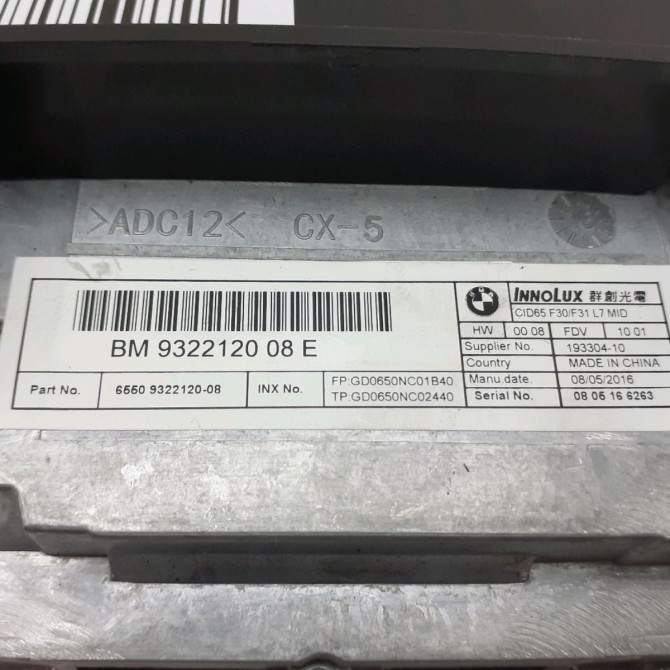 >ADC12< CX-5
INNOLUX 群創光電
CID65 F30/F31 L7 MID
HW 00 08 FDV 10 01
BM 9322120 08 E
Supplier No. 193304-10
Country MADE IN CHINA
Part No. 6550 9322120-08 INX No. FP:GD0650NC01B40
TP:GD0650NC02440
Manu.date. 08/05/2016
Serial No. 08 05 16 6263